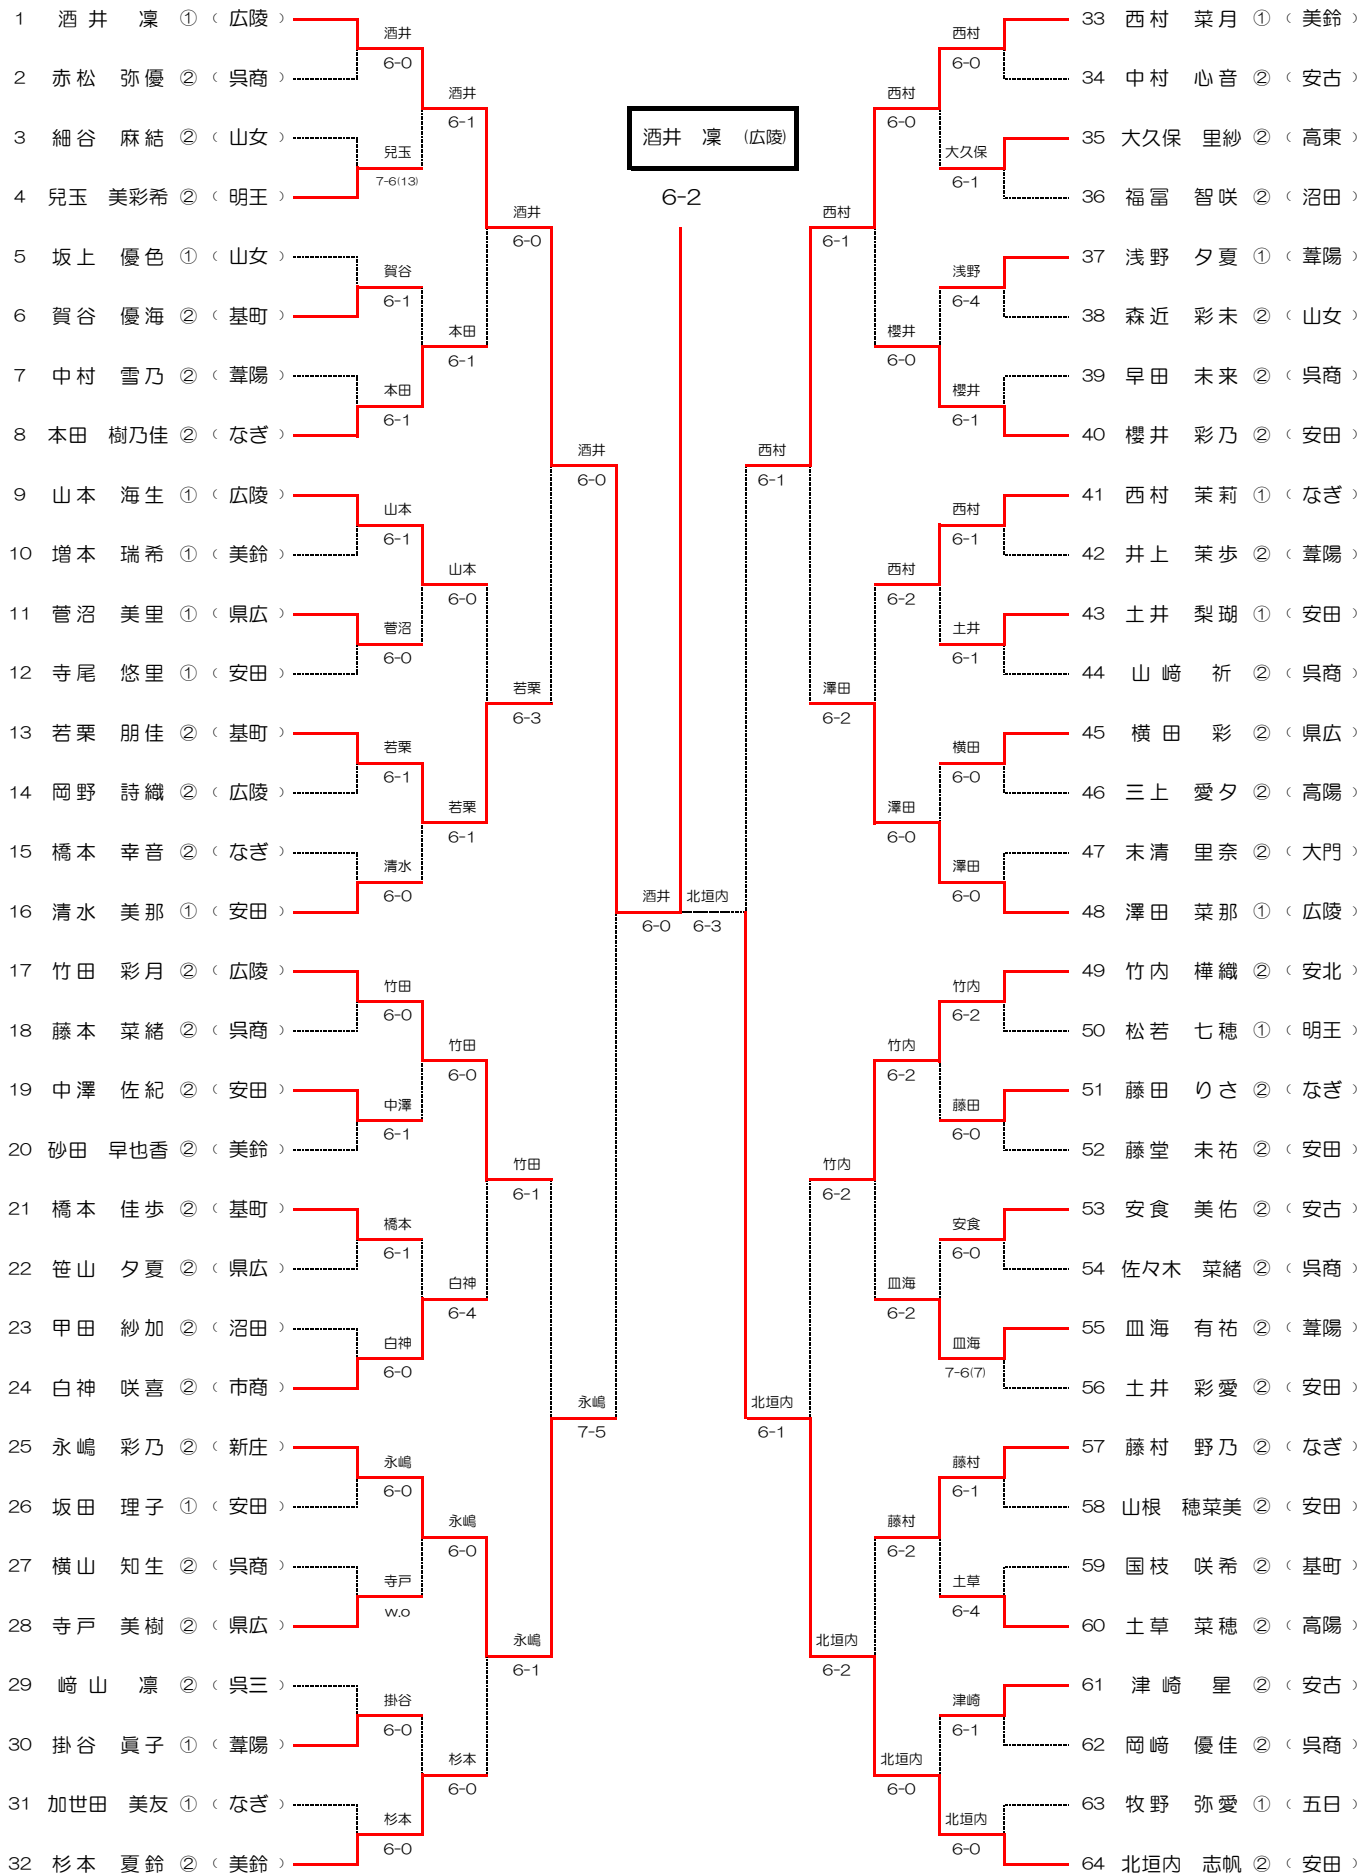 1 酒井 凜 ① （ 広陵 ）
2 赤松 弥優 ② （ 呉商 ）
3 細谷 麻結 ② （ 山女 ）
4 兒玉 美彩希 ② （ 明王 ）
5 坂上 優色 ① （ 山女 ）
6 賀谷 優海 ② （ 基町 ）
7 中村 雪乃 ② （ 葦陽 ）
8 本田 樹乃佳 ② （ なぎ ）
9 山本 海生 ① （ 広陵 ）
10 増本 瑞希 ① （ 美鈴 ）
11 菅沼 美里 ① （ 県広 ）
12 寺尾 悠里 ① （ 安田 ）
13 若栗 朋佳 ② （ 基町 ）
14 岡野 詩織 ② （ 広陵 ）
15 橋本 幸音 ② （ なぎ ）
16 清水 美那 ① （ 安田 ）
17 竹田 彩月 ② （ 広陵 ）
18 藤本 菜緒 ② （ 呉商 ）
19 中澤 佐紀 ② （ 安田 ）
20 砂田 早也香 ② （ 美鈴 ）
21 橋本 佳歩 ② （ 基町 ）
22 笹山 夕夏 ② （ 県広 ）
23 甲田 紗加 ② （ 沼田 ）
24 白神 咲喜 ② （ 市商 ）
25 永嶋 彩乃 ② （ 新庄 ）
26 坂田 理子 ① （ 安田 ）
27 横山 知生 ② （ 呉商 ）
28 寺戸 美樹 ② （ 県広 ）
29 﨑山 凛 ② （ 呉三 ）
30 掛谷 眞子 ① （ 葦陽 ）
31 加世田 美友 ① （ なぎ ）
32 杉本 夏鈴 ② （ 美鈴 ）
酒井
6-0
兒玉
7-6(13)
賀谷
6-1
本田
6-1
山本
6-1
菅沼
6-0
若栗
6-1
清水
6-0
竹田
6-0
中澤
6-1
橋本
6-1
白神
6-0
永嶋
6-0
寺戸
w.o
掛谷
6-0
杉本
6-0
酒井
6-1
本田
6-1
山本
6-0
若栗
6-1
竹田
6-0
白神
6-4
永嶋
6-0
杉本
6-0
酒井
6-0
若栗
6-3
竹田
6-1
永嶋
6-1
酒井
6-0
永嶋
7-5
酒井
6-0
酒井 凜 (広陵)
6-2
北垣内
6-3
西村
6-1
北垣内
6-1
西村
6-1
澤田
6-2
竹内
6-2
北垣内
6-2
西村
6-0
櫻井
6-0
西村
6-2
澤田
6-0
竹内
6-2
皿海
6-2
藤村
6-2
北垣内
6-0
西村
6-0
大久保
6-1
浅野
6-4
櫻井
6-1
西村
6-1
土井
6-1
横田
6-0
澤田
6-0
竹内
6-2
藤田
6-0
安食
6-0
皿海
7-6(7)
藤村
6-1
土草
6-4
津崎
6-1
北垣内
6-0
33 西村 菜月 ① （ 美鈴 ）
34 中村 心音 ② （ 安古 ）
35 大久保 里紗 ② （ 高東 ）
36 福冨 智咲 ② （ 沼田 ）
37 浅野 夕夏 ① （ 葦陽 ）
38 森近 彩未 ② （ 山女 ）
39 早田 未来 ② （ 呉商 ）
40 櫻井 彩乃 ② （ 安田 ）
41 西村 茉莉 ① （ なぎ ）
42 井上 茉歩 ② （ 葦陽 ）
43 土井 梨瑚 ① （ 安田 ）
44 山﨑 祈 ② （ 呉商 ）
45 横田 彩 ② （ 県広 ）
46 三上 愛夕 ② （ 高陽 ）
47 末清 里奈 ② （ 大門 ）
48 澤田 菜那 ① （ 広陵 ）
49 竹内 樺織 ② （ 安北 ）
50 松若 七穂 ① （ 明王 ）
51 藤田 りさ ② （ なぎ ）
52 藤堂 未祐 ② （ 安田 ）
53 安食 美佑 ② （ 安古 ）
54 佐々木 菜緒 ② （ 呉商 ）
55 皿海 有祐 ② （ 葦陽 ）
56 土井 彩愛 ② （ 安田 ）
57 藤村 野乃 ② （ なぎ ）
58 山根 穂菜美 ② （ 安田 ）
59 国枝 咲希 ② （ 基町 ）
60 土草 菜穂 ② （ 高陽 ）
61 津崎 星 ② （ 安古 ）
62 岡﨑 優佳 ② （ 呉商 ）
63 牧野 弥愛 ① （ 五日 ）
64 北垣内 志帆 ② （ 安田 ）